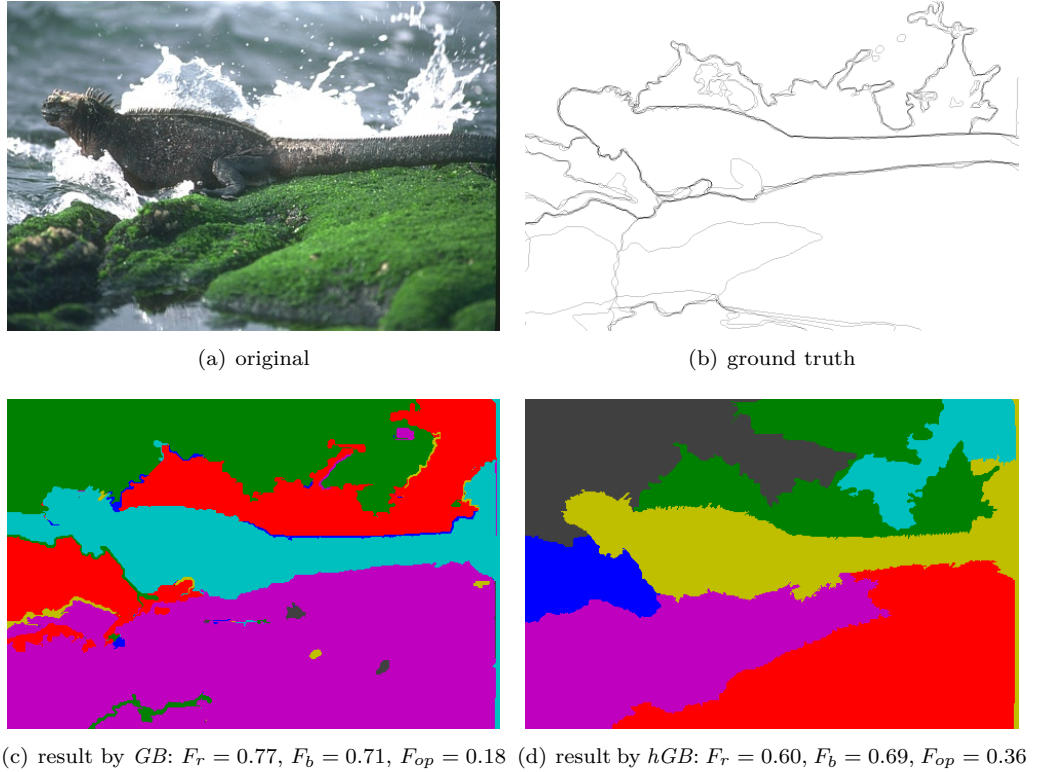 (a) original
(b) ground truth
(c) result by GB: F_r = 0.77, F_b = 0.71, F_op = 0.18
(d) result by hGB: F_r = 0.60, F_b = 0.69, F_op = 0.36